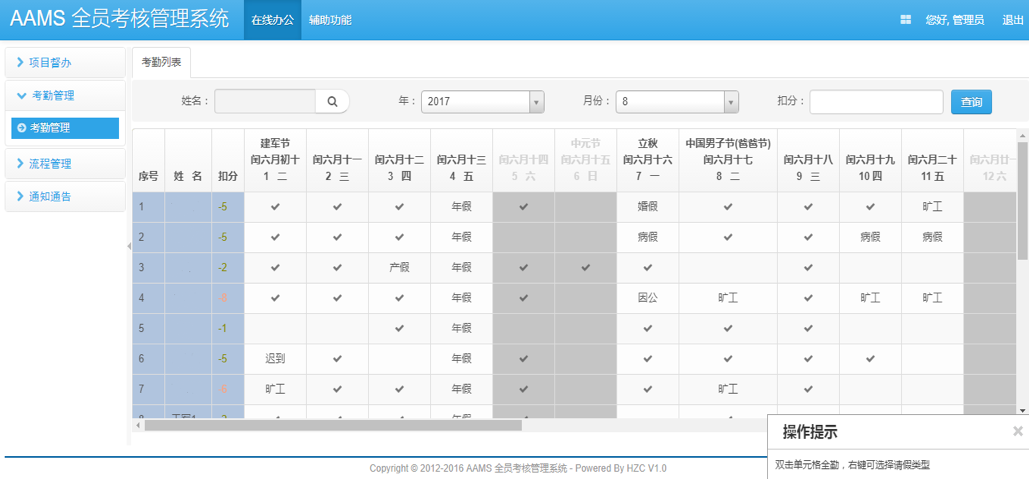 AAMS 全员考核管理系统 在线办公 辅助功能 您好, 管理员 退出
项目督办
考勤管理
考勤管理
流程管理
通知通告
考勤列表
姓名： 年： 2017 月份： 8 扣分： 查询
建军节 中元节 立秋 中国男子节(爸爸节)
闰六月初十 闰六月十一 闰六月十二 闰六月十三 闰六月十四 闰六月十五 闰六月十六 闰六月十七 闰六月十八 闰六月十九 闰六月二十 闰六月廿一
序号 姓 名 扣分 1 二 2 三 3 四 4 五 5 六 6 日 7 一 8 二 9 三 10 四 11 五 12 六
1 -5 ✔ ✔ ✔ 年假 ✔ 婚假 ✔ ✔ ✔ 旷工
2 -5 ✔ ✔ ✔ 年假 病假 ✔ ✔ 病假 病假
3 -2 ✔ ✔ 产假 年假 ✔ ✔ ✔ ✔
4 ✔ ✔ ✔ 年假 ✔ 因公 旷工 ✔ 旷工 旷工
5 -1 ✔ 年假 ✔ ✔ ✔
6 -5 迟到 ✔ 年假 ✔ ✔ ✔ ✔ ✔
7 旷工 ✔ ✔ 年假 ✔ ✔ 旷工 ✔
操作提示
双击单元格全勤，右键可选择请假类型
Copyright © 2012-2016 AAMS 全员考核管理系统 - Powered By HZC V1.0